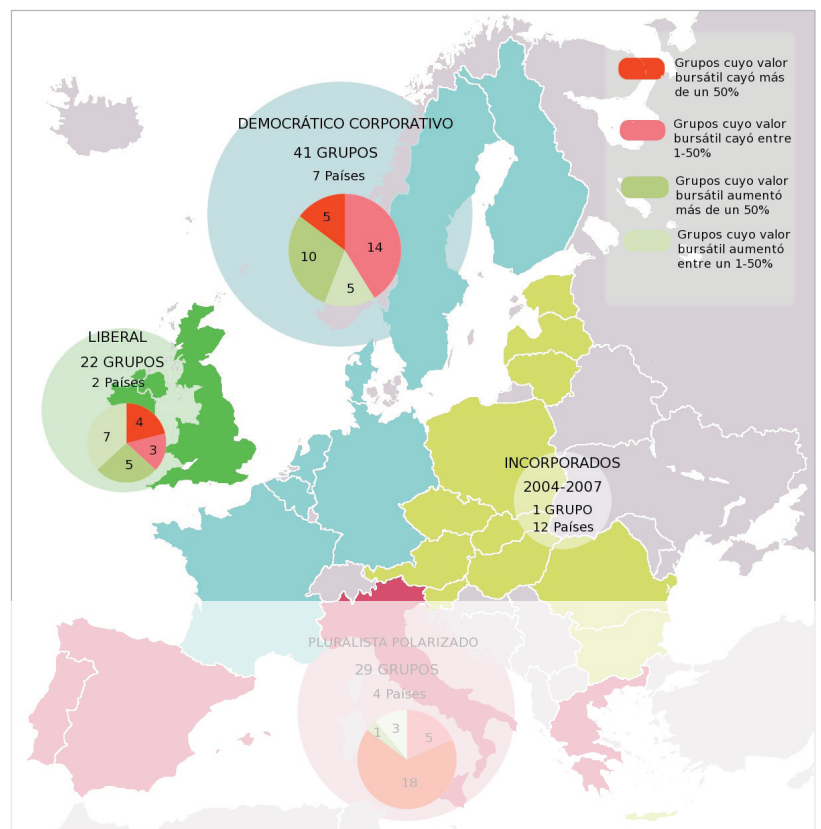 Grupos cuyo valor
bursátil cayó más
de un 50%
Grupos cuyo valor
bursátil cayó entre
1-50%
Grupos cuyo valor
bursátil aumentó
más de un 50%
Grupos cuyo valor
bursátil aumentó
entre un 1-50%
DEMOCRÁTICO CORPORATIVO
41 GRUPOS
7 Países
5
14
10
5
LIBERAL
22 GRUPOS
2 Países
4
7
3
5
INCORPORADOS
2004-2007
1 GRUPO
12 Países
PLURALISTA POLARIZADO
29 GRUPOS
4 Países
3
1
5
18